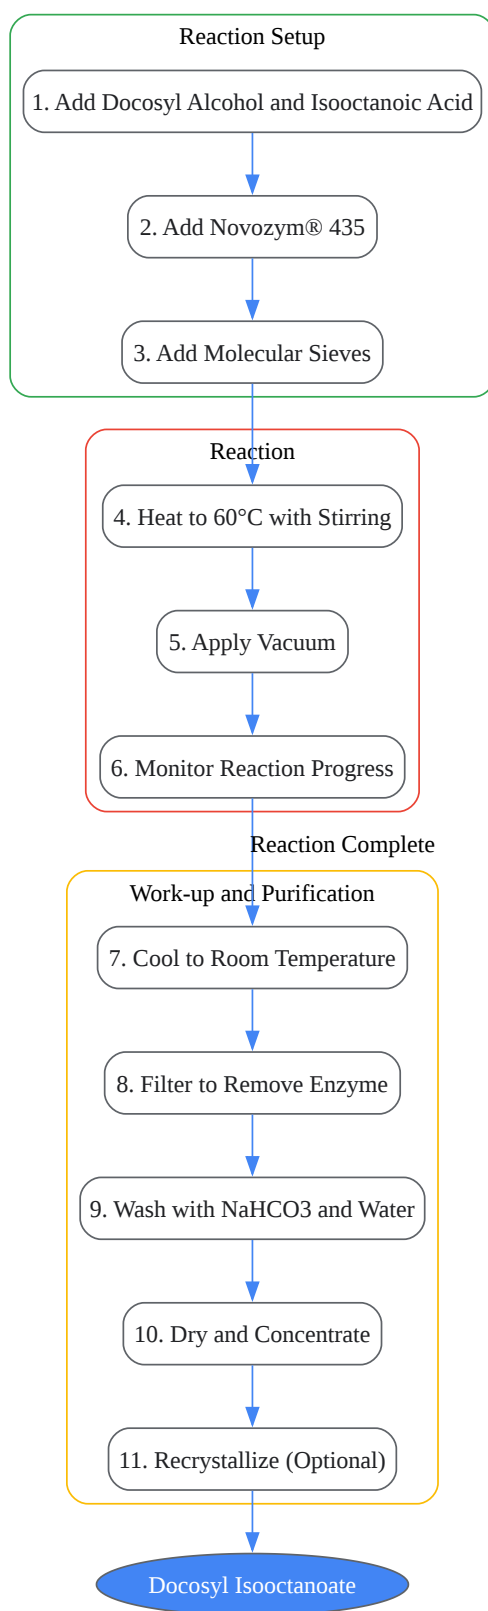 Reaction Setup
1. Add Docosyl Alcohol and Isooctanoic Acid
2. Add Novozym® 435
3. Add Molecular Sieves
Reaction
4. Heat to 60°C with Stirring
5. Apply Vacuum
6. Monitor Reaction Progress
Reaction Complete
Work-up and Purification
7. Cool to Room Temperature
8. Filter to Remove Enzyme
9. Wash with NaHCO3 and Water
10. Dry and Concentrate
11. Recrystallize (Optional)
Docosyl Isooctanoate